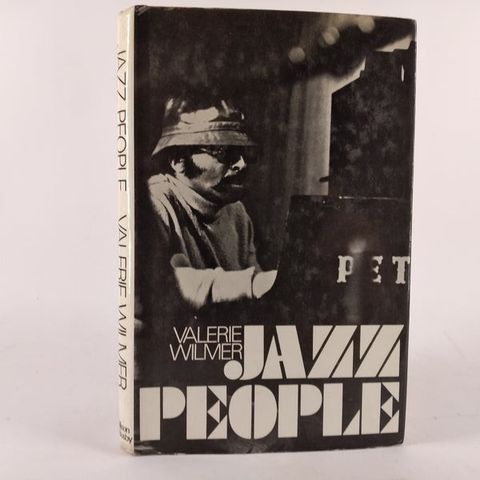 JAZZ PEOPLE VALERIE WILMER
PET
VALERIE
WILMER
JAZZ
PEOPLE